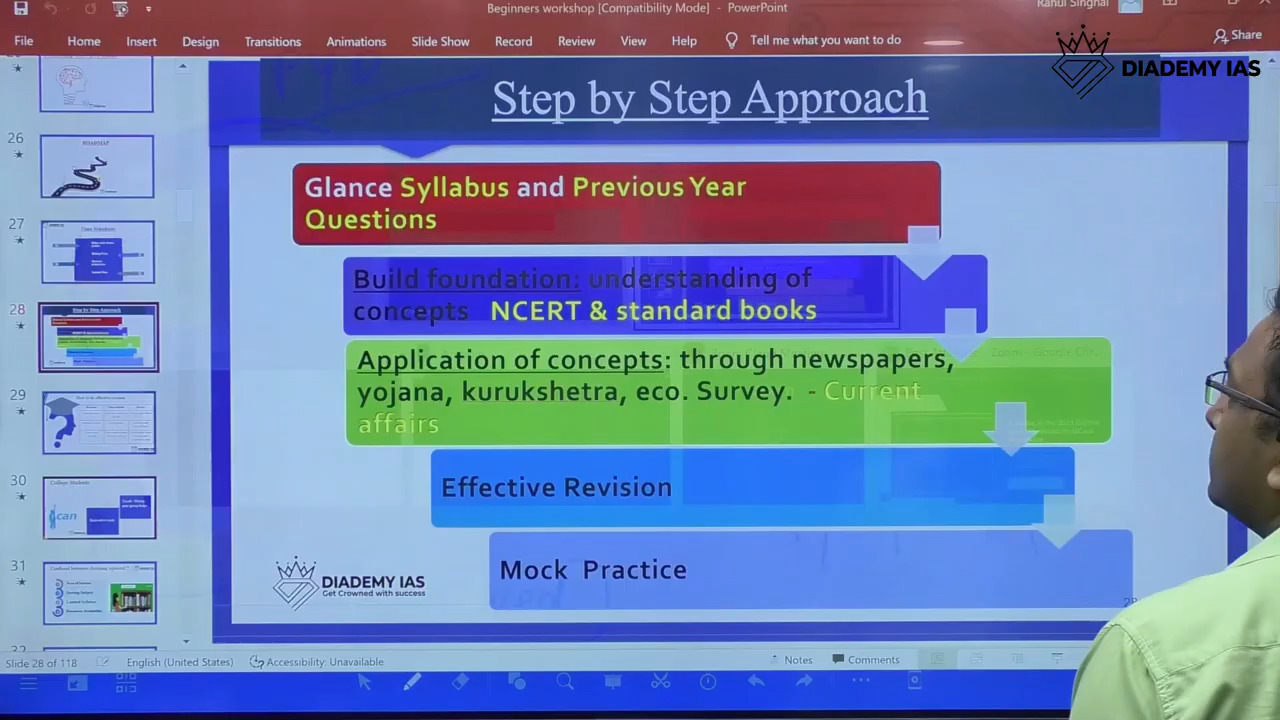 Beginners workshop [Compatibility Mode] - PowerPoint
Rahul Singhal
File Home Insert Design Transitions Animations Slide Show Record Review View Help Tell me what you want to do Share
DIADEMY IAS
Step by Step Approach
Glance Syllabus and Previous Year
Questions
Build foundation: understanding of
concepts NCERT & standard books
Application of concepts: through newspapers,
yojana, kurukshetra, eco. Survey. - Current
affairs
Effective Revision
Mock Practice
DIADEMY IAS
Get Crowned with success
28
26
27
28
29
30
College Students
can
31
Slide 28 of 118 English (United States) Accessibility: Unavailable Notes Comments